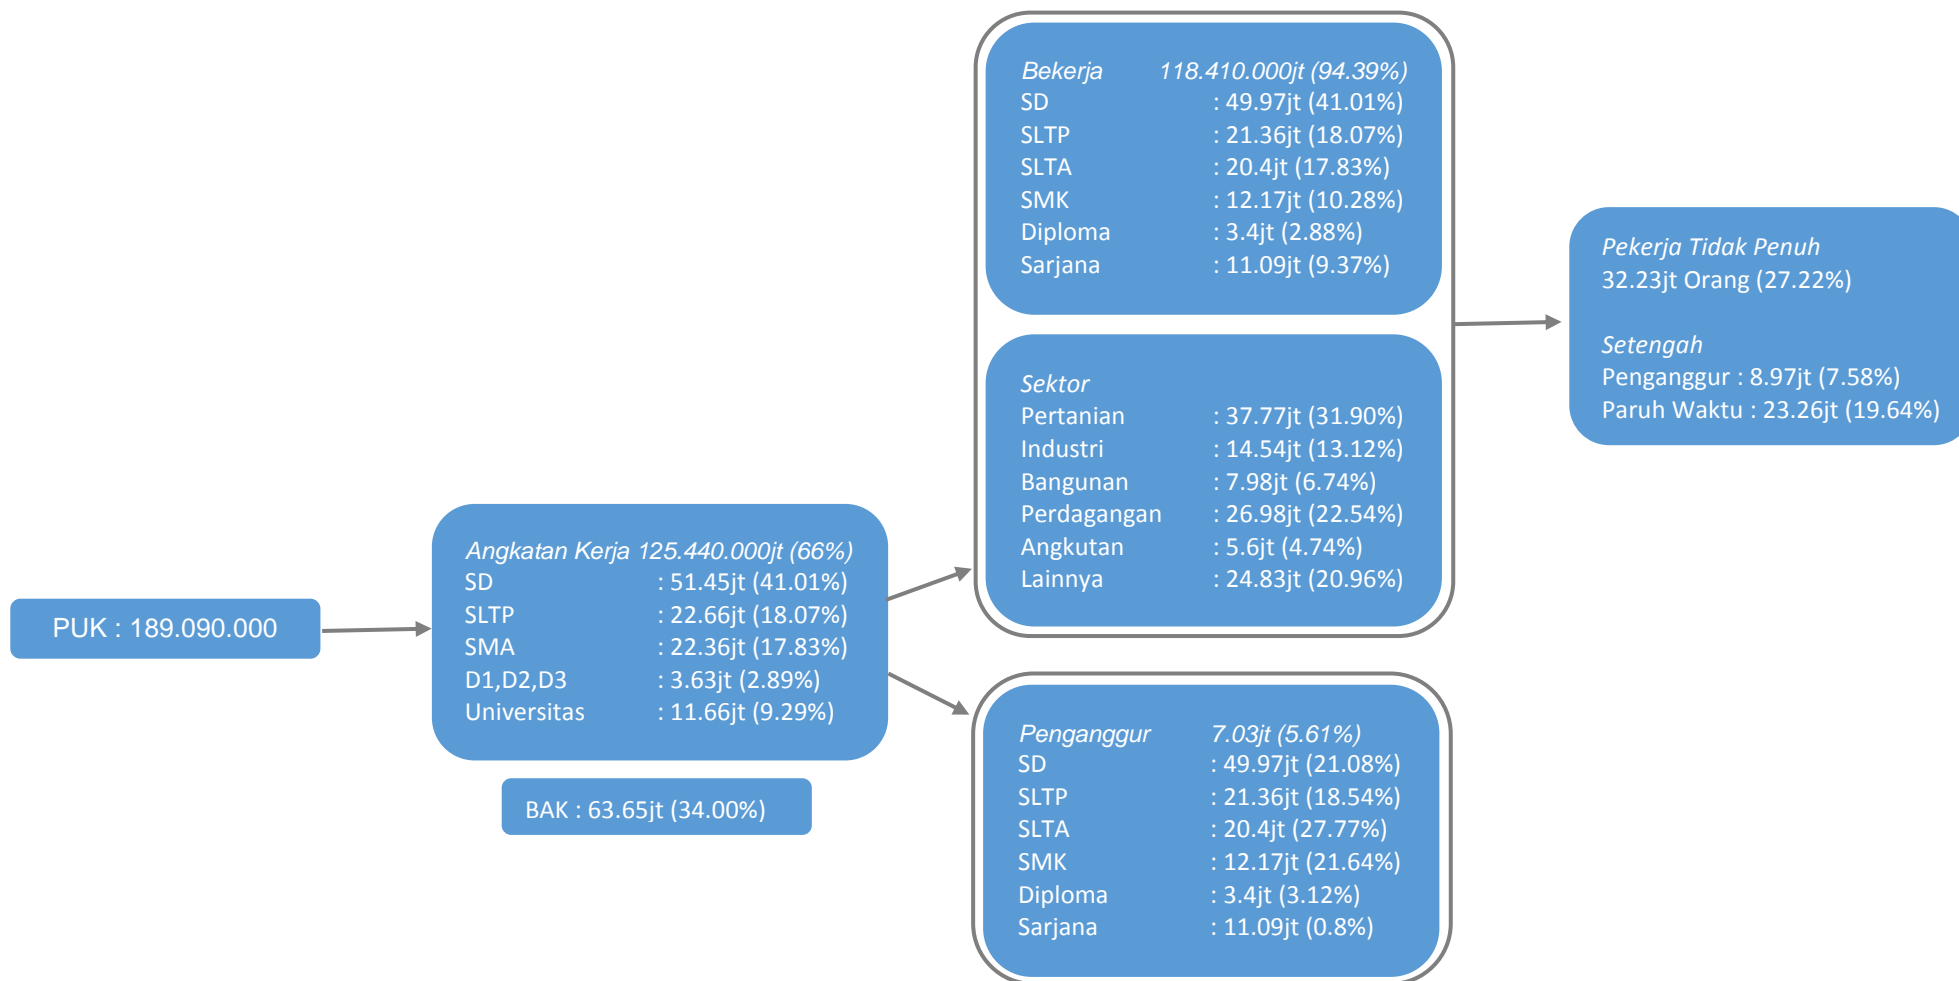 PUK : 189.090.000
Angkatan Kerja 125.440.000jt (66%)
SD : 51.45jt (41.01%)
SLTP : 22.66jt (18.07%)
SMA : 22.36jt (17.83%)
D1,D2,D3 : 3.63jt (2.89%)
Universitas : 11.66jt (9.29%)
BAK : 63.65jt (34.00%)
Bekerja 118.410.000jt (94.39%)
SD : 49.97jt (41.01%)
SLTP : 21.36jt (18.07%)
SLTA : 20.4jt (17.83%)
SMK : 12.17jt (10.28%)
Diploma : 3.4jt (2.88%)
Sarjana : 11.09jt (9.37%)
Sektor
Pertanian : 37.77jt (31.90%)
Industri : 14.54jt (13.12%)
Bangunan : 7.98jt (6.74%)
Perdagangan : 26.98jt (22.54%)
Angkutan : 5.6jt (4.74%)
Lainnya : 24.83jt (20.96%)
Penganggur 7.03jt (5.61%)
SD : 49.97jt (21.08%)
SLTP : 21.36jt (18.54%)
SLTA : 20.4jt (27.77%)
SMK : 12.17jt (21.64%)
Diploma : 3.4jt (3.12%)
Sarjana : 11.09jt (0.8%)
Pekerja Tidak Penuh
32.23jt Orang (27.22%)
Setengah
Penganggur : 8.97jt (7.58%)
Paruh Waktu : 23.26jt (19.64%)